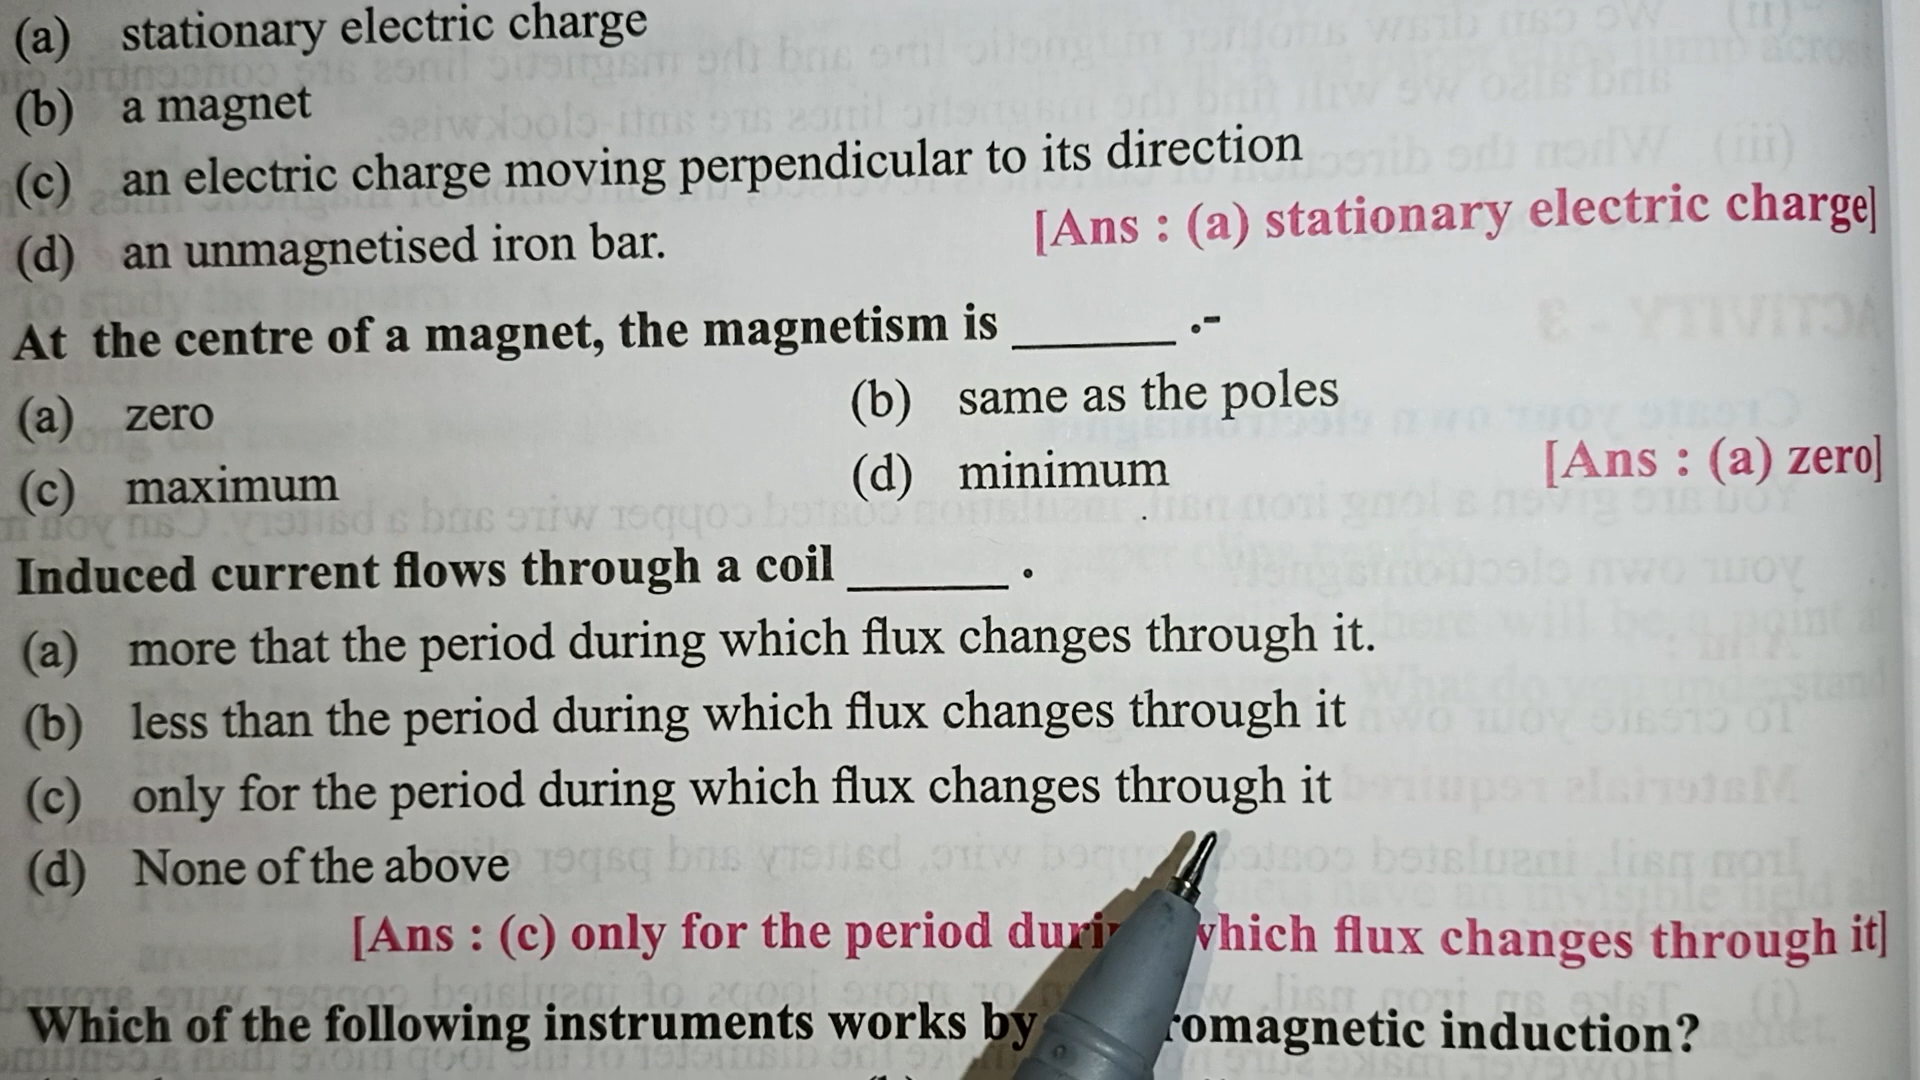 (a) stationary electric charge
(b) a magnet
(c) an electric charge moving perpendicular to its direction
(d) an unmagnetised iron bar.
[Ans : (a) stationary electric charge]
At the centre of a magnet, the magnetism is _______ .-
(a) zero (b) same as the poles
(c) maximum (d) minimum
[Ans : (a) zero]
Induced current flows through a coil _______ .
(a) more that the period during which flux changes through it.
(b) less than the period during which flux changes through it
(c) only for the period during which flux changes through it
(d) None of the above
[Ans : (c) only for the period which flux changes through it]
Which of the following instruments works by induction?